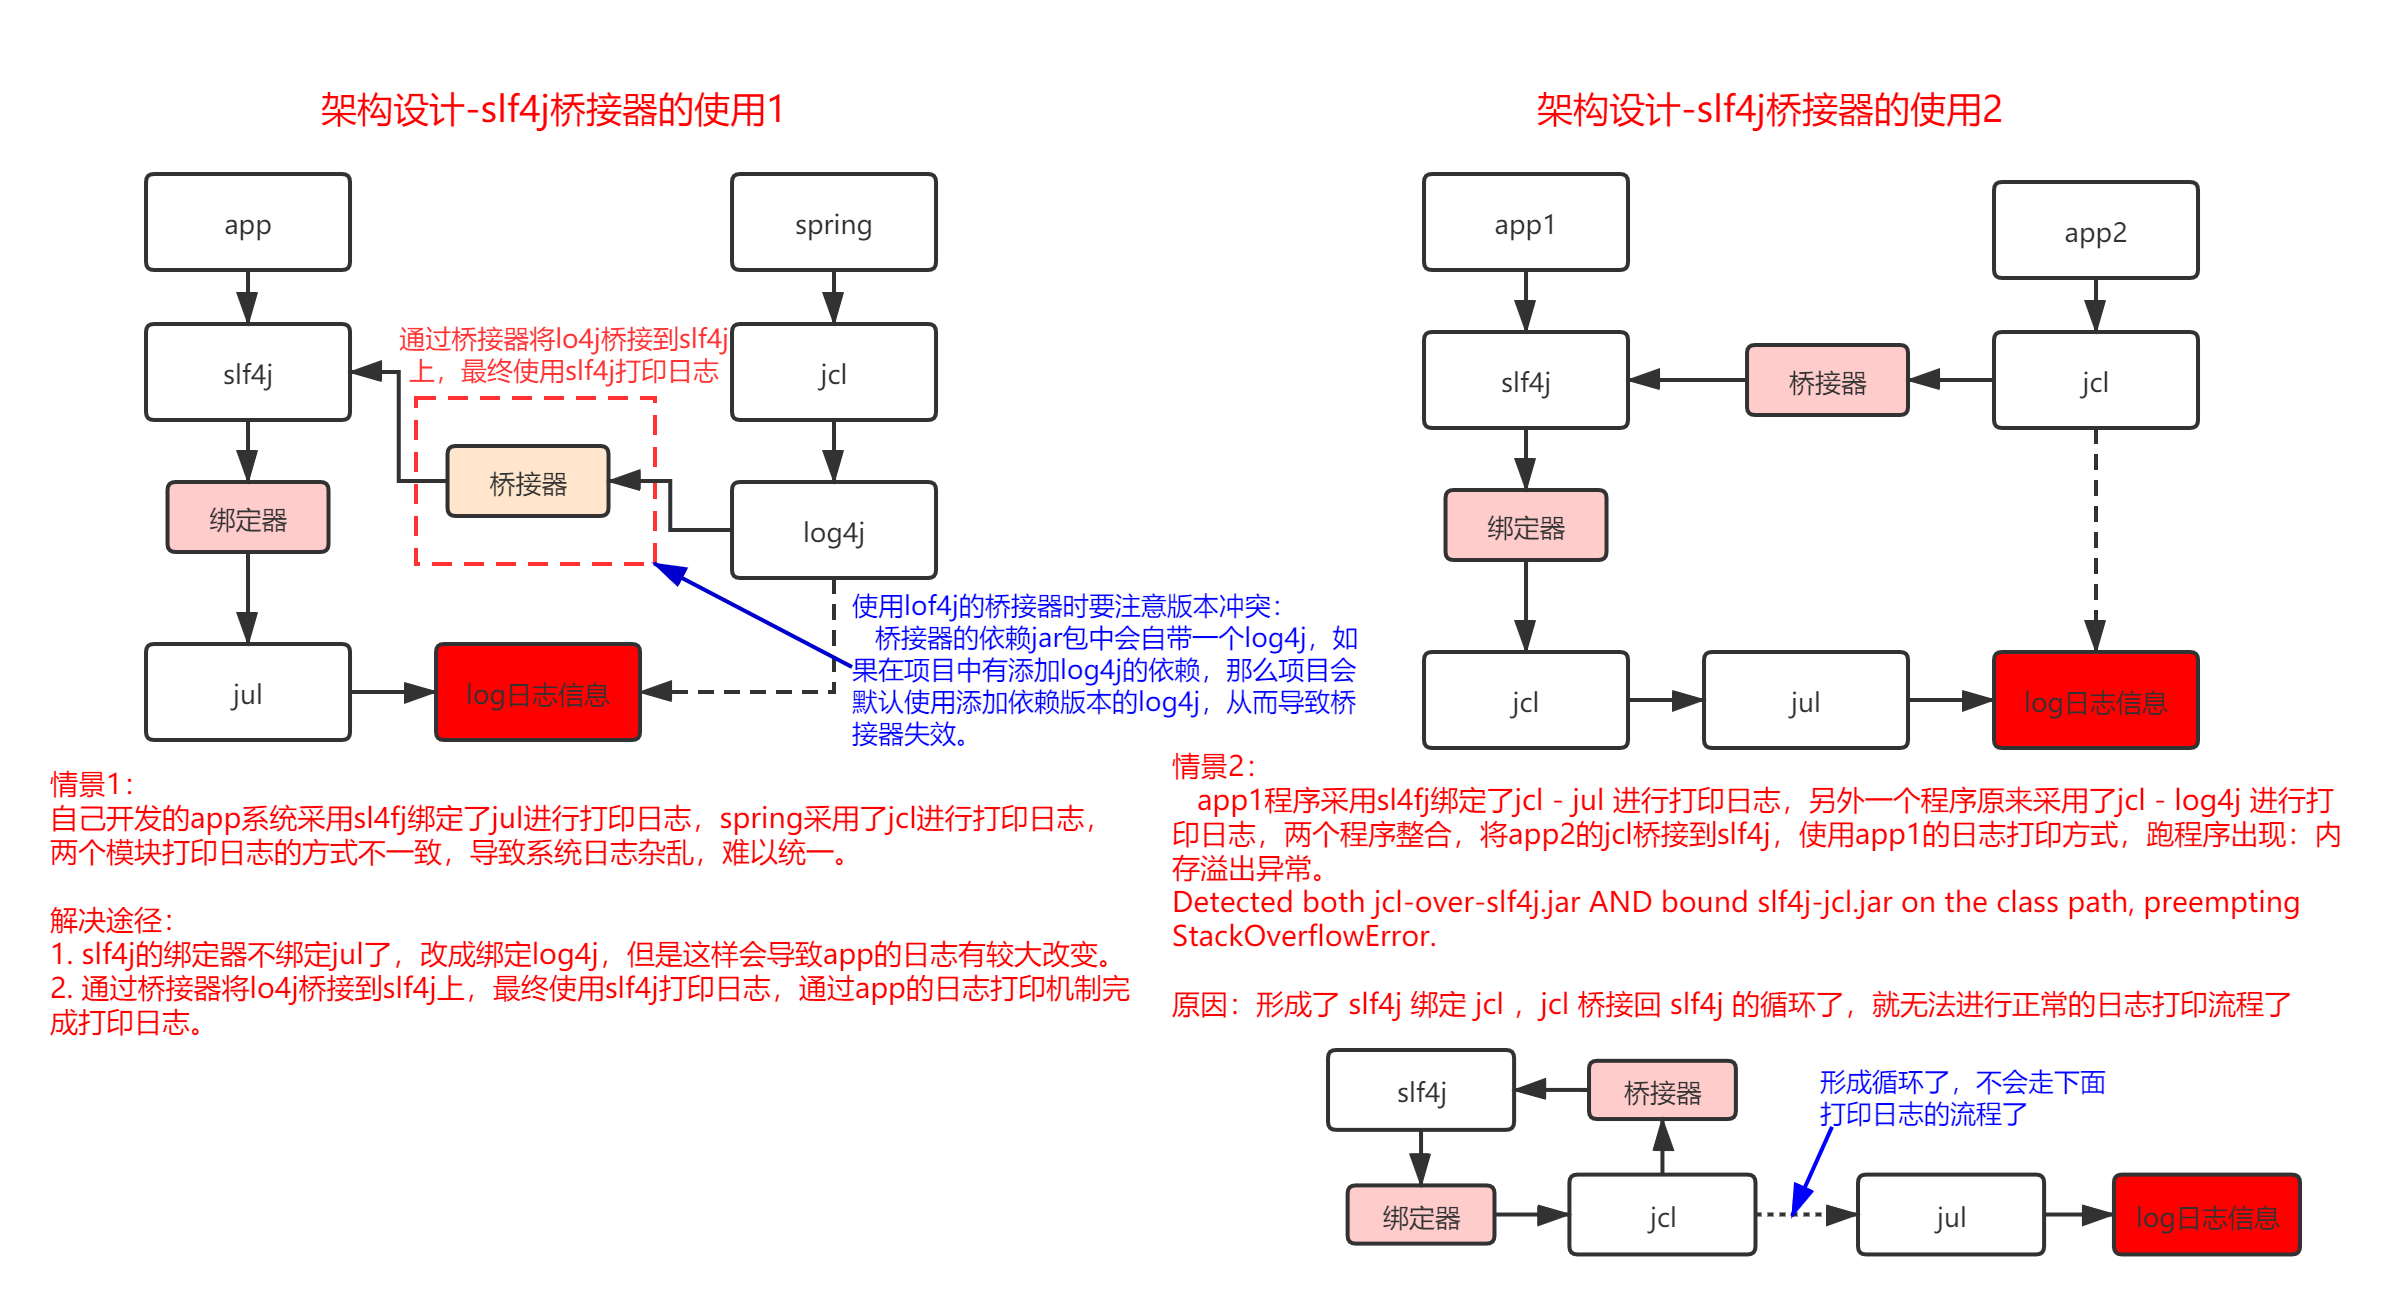 架构设计-slf4j桥接器的使用1
app
spring
slf4j
通过桥接器将lo4j桥接到slf4j
上，最终使用slf4j打印日志
jcl
桥接器
绑定器
log4j
使用lof4j的桥接器时要注意版本冲突：
桥接器的依赖jar包中会自带一个log4j，如
果在项目中有添加log4j的依赖，那么项目会
默认使用添加依赖版本的log4j，从而导致桥
接器失效。
jul
log日志信息
情景1：
自己开发的app系统采用sl4fj绑定了jul进行打印日志，spring采用了jcl进行打印日志，
两个模块打印日志的方式不一致，导致系统日志杂乱，难以统一。
解决途径：
1. slf4j的绑定器不绑定jul了，改成绑定log4j，但是这样会导致app的日志有较大改变。
2. 通过桥接器将lo4j桥接到slf4j上，最终使用slf4j打印日志，通过app的日志打印机制完
成打印日志。
架构设计-slf4j桥接器的使用2
app1
app2
slf4j
桥接器
jcl
绑定器
jcl
jul
log日志信息
情景2：
app1程序采用sl4fj绑定了jcl - jul 进行打印日志，另外一个程序原来采用了jcl - log4j 进行打
印日志，两个程序整合，将app2的jcl桥接到slf4j，使用app1的日志打印方式，跑程序出现：内
存溢出异常。
Detected both jcl-over-slf4j.jar AND bound slf4j-jcl.jar on the class path, preempting
StackOverflowError.
原因：形成了 slf4j 绑定 jcl ，jcl 桥接回 slf4j 的循环了，就无法进行正常的日志打印流程了
slf4j
桥接器
形成循环了，不会走下面
打印日志的流程了
绑定器
jcl
jul
log日志信息